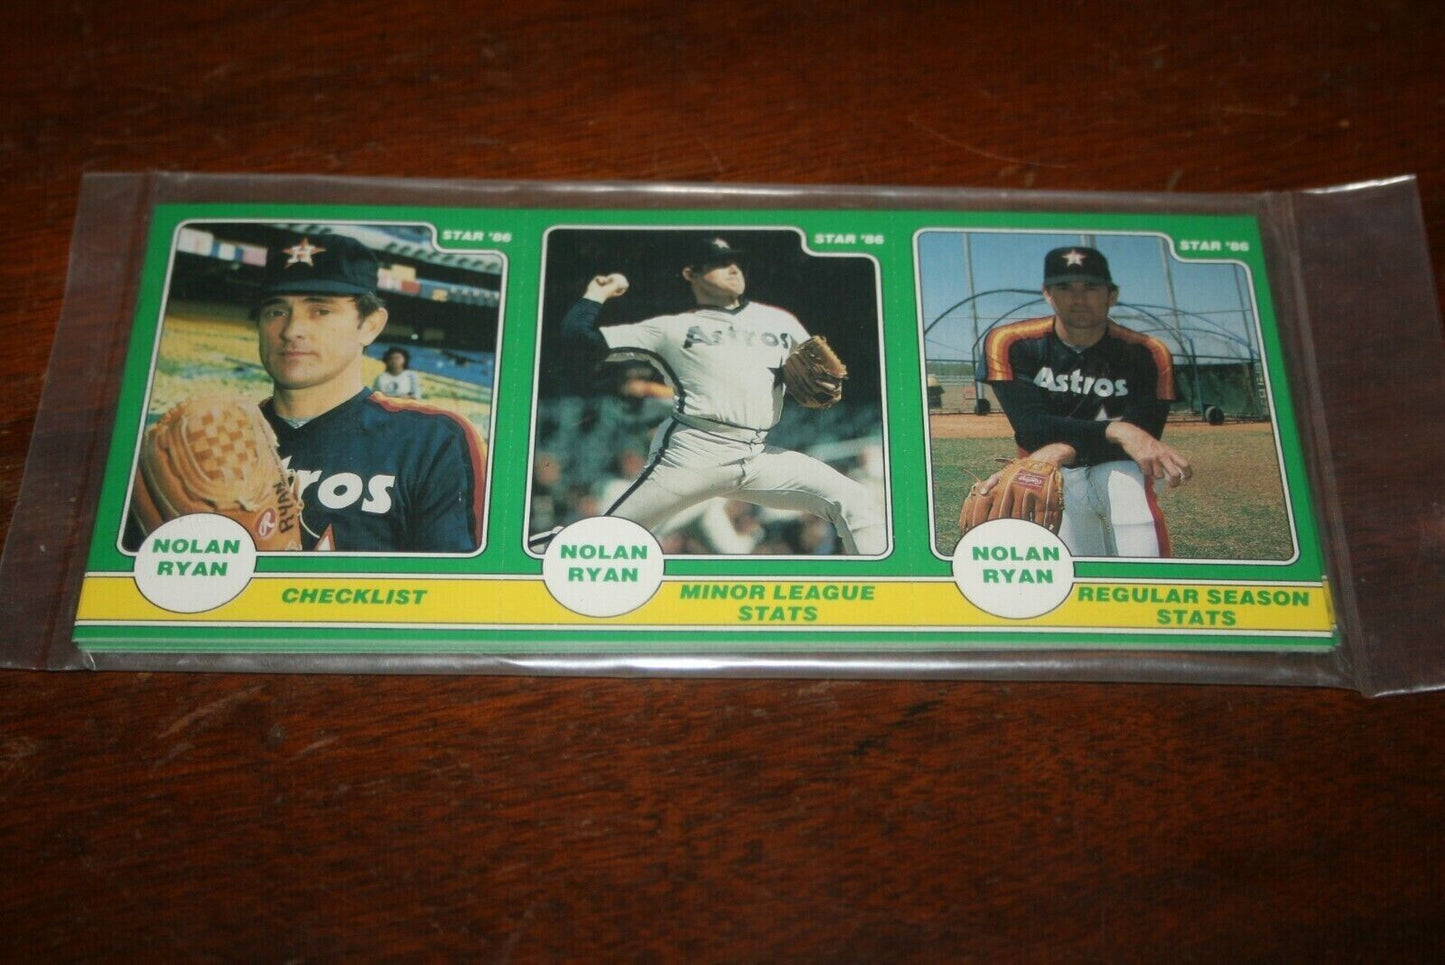 STAR '86
ros
RYAN
NOLAN
RYAN
CHECKLIST
STAR '86
Astros
NOLAN
RYAN
MINOR LEAGUE
STATS
STAR '86
Astros
NOLAN
RYAN
REGULAR SEASON
STATS